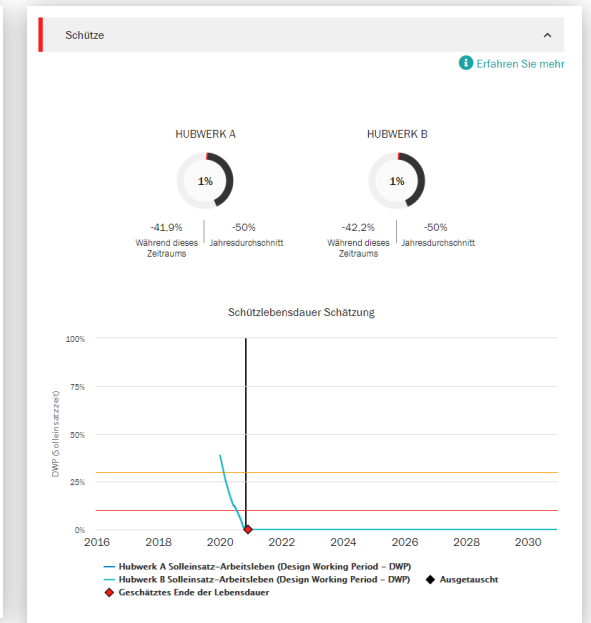 Schütze
Erfahren Sie mehr
HUBWERK A
HUBWERK B
1%
1%
-41,9%
-50%
-42,2%
-50%
Während dieses
Zeitraums
Jahresdurchschnitt
Während dieses
Zeitraums
Jahresdurchschnitt
Schützlebensdauer Schätzung
DWP (Solleinsatzzeit)
100%
75%
50%
25%
0%
2016 2018 2020 2022 2024 2026 2028 2030
Hubwerk A Solleinsatz-Arbeitsleben (Design Working Period - DWP)
Hubwerk B Solleinsatz-Arbeitsleben (Design Working Period - DWP) Ausgetauscht
Geschätztes Ende der Lebensdauer